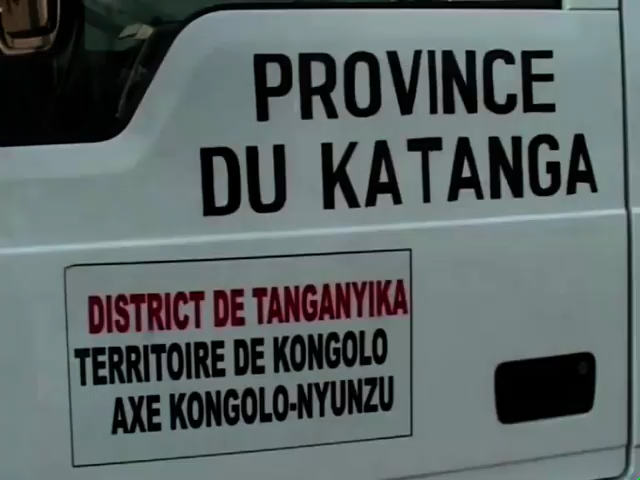 PROVINCE
DU KATANGA
DISTRICT DE TANGANYIKA
TERRITOIRE DE KONGOLO
AXE KONGOLO-NYUNZU